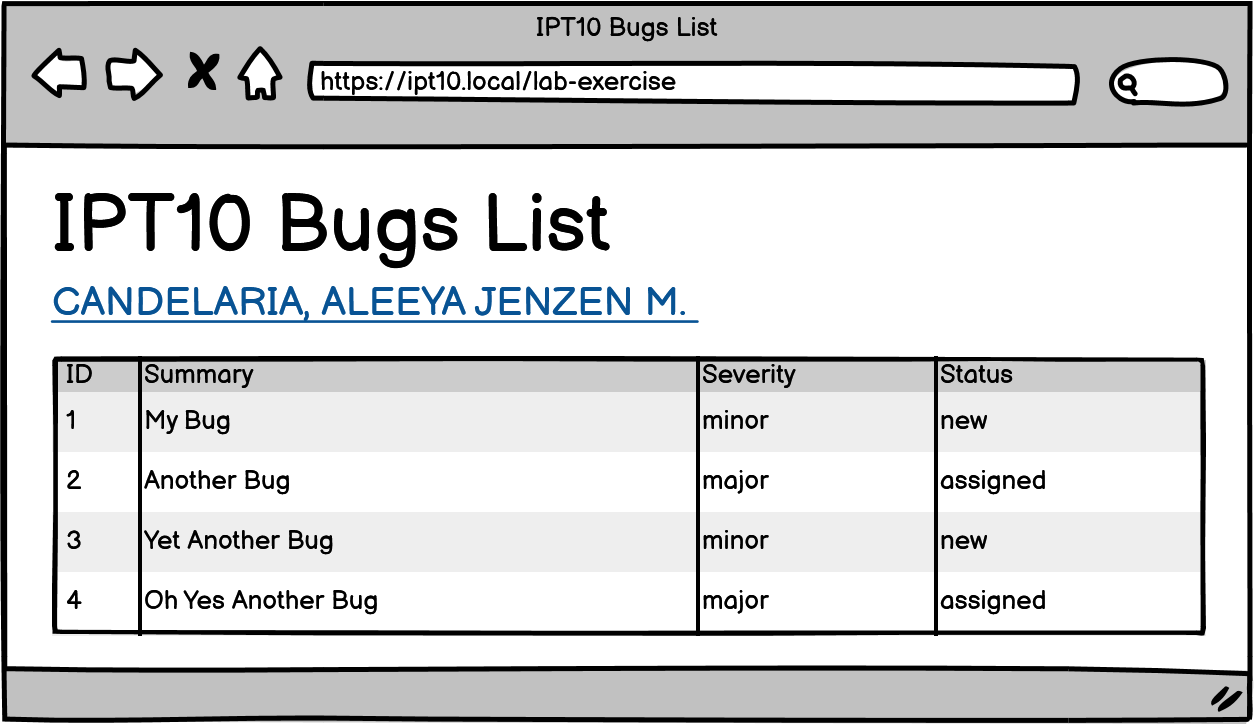 IPT10 Bugs List
https://ipt10.local/lab-exercise
IPT10 Bugs List
CANDELARIA, ALEEYA JENZEN M.
ID Summary Severity Status
1 My Bug minor new
2 Another Bug major assigned
3 Yet Another Bug minor new
4 Oh Yes Another Bug major assigned